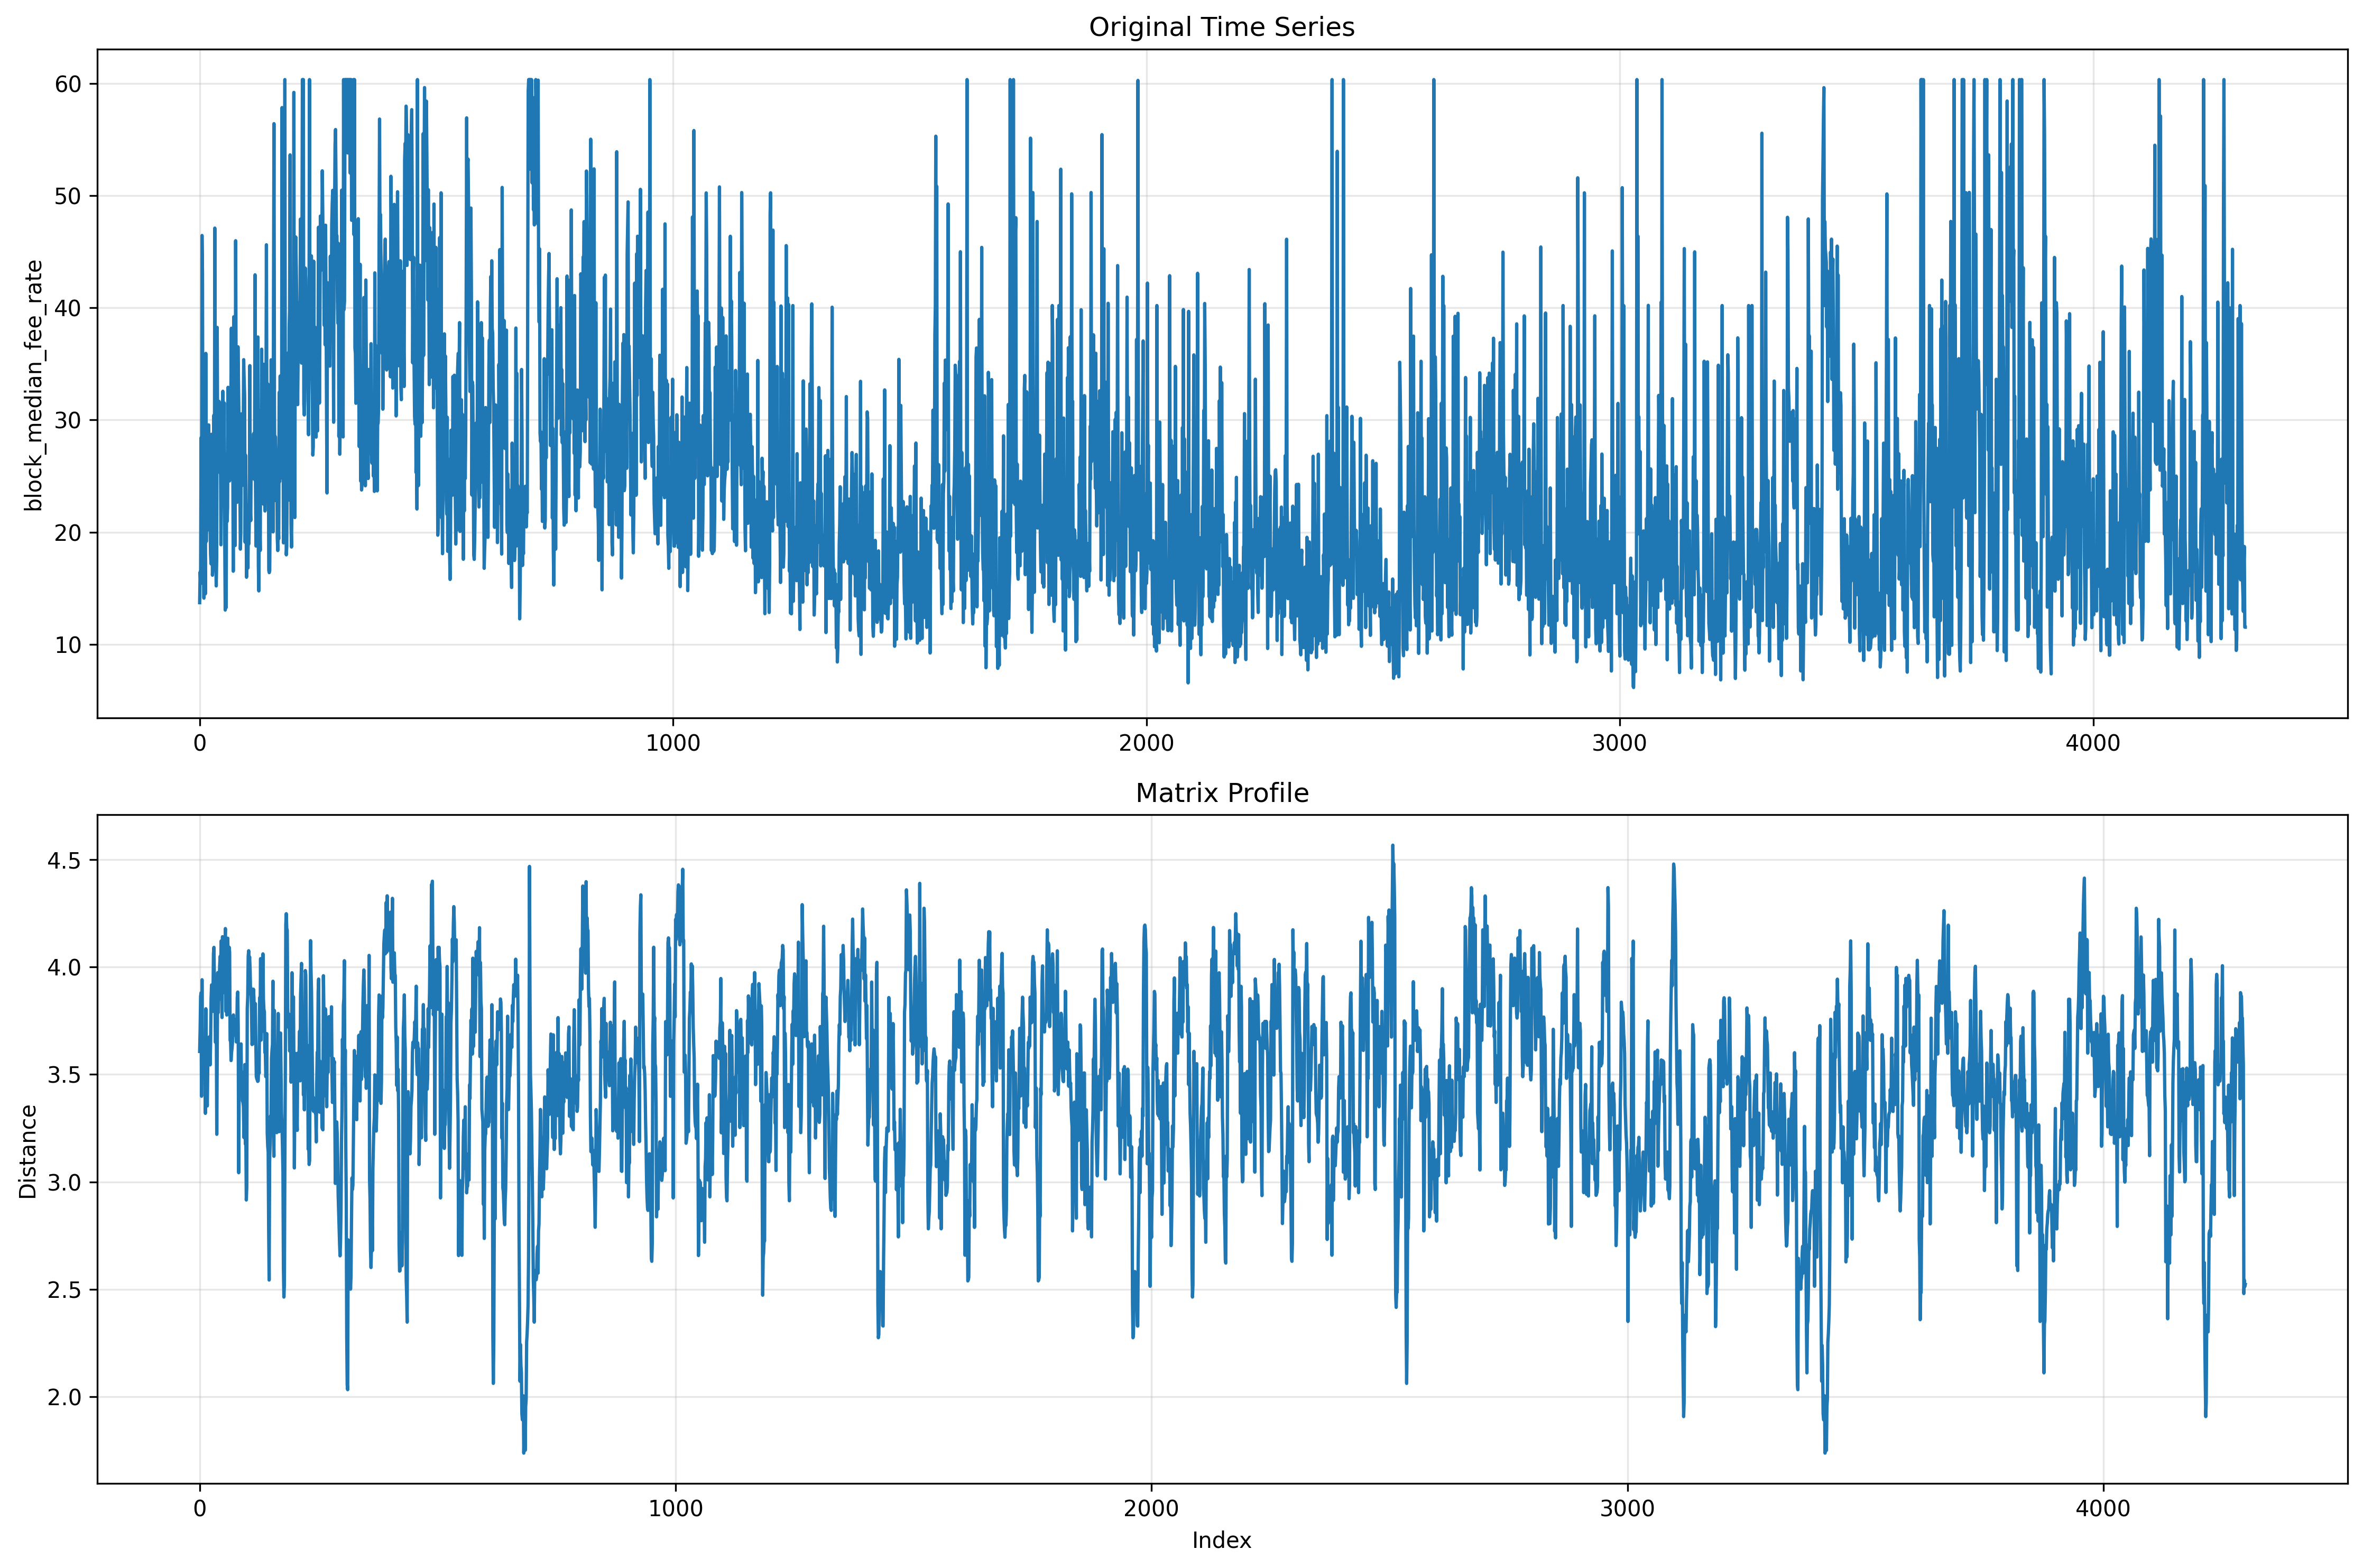 Original Time Series
60
50
40
30
20
10
block_median_fee_rate
0 1000 2000 3000 4000
Matrix Profile
4.5
4.0
3.5
3.0
2.5
2.0
Distance
0 1000 2000 3000 4000
Index